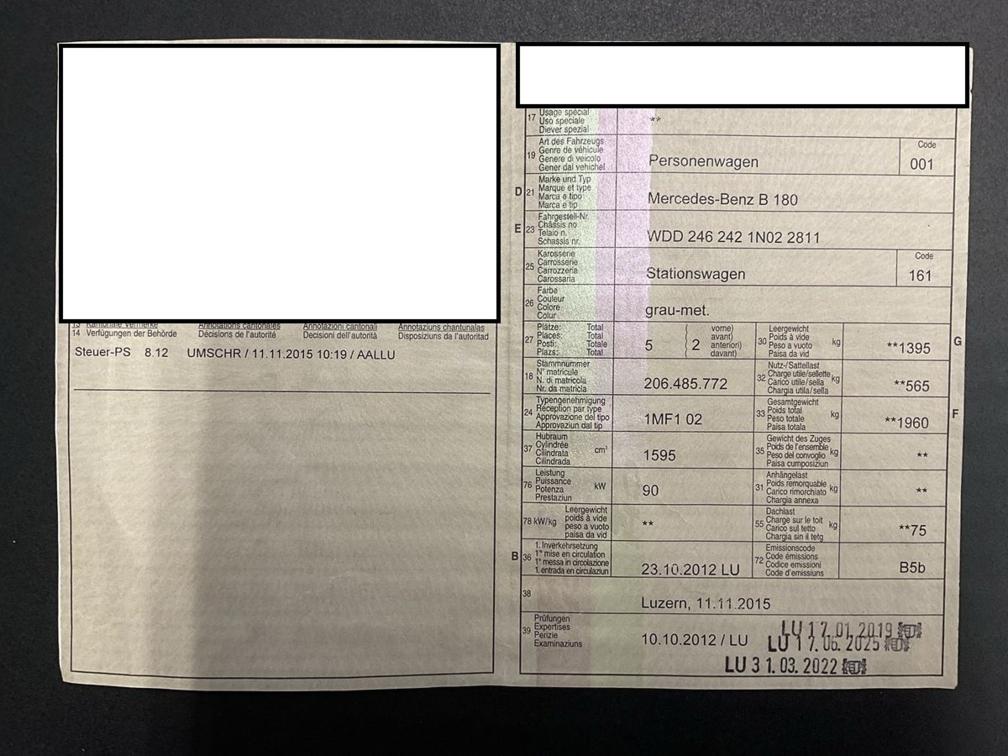 13 Kantonale Vermerke Annotations cantonales Annotazioni cantonali Annotaziuns chantunalas
14 Verfügungen der Behörde Décisions de l'autorité Decisioni dell'autorità Disposiziuns da l'autoritad
Steuer-PS 8.12 UMSCHR / 11.11.2015 10:19 / AALLU
17 Usage spécial
Uso speciale
Diever spezial
**
19 Art des Fahrzeugs
Genre de véhicule
Genere di veicolo
Gener dal vehichel
Personenwagen
Code
001
D 21 Marke und Typ
Marque et type
Marca e tipo
Marca e tip
Mercedes-Benz B 180
E 23 Fahrgestell-Nr.
Châssis no
Telaio n.
Schassis nr.
WDD 246 242 1N02 2811
25 Karosserie
Carrosserie
Carrozzeria
Carossaria
Stationswagen
Code
161
26 Farbe
Couleur
Colore
Colur
grau-met.
27 Plätze: Total
Places: Total
Posti: Totale
Plazs: Total
5 2 vorne)
avant)
anteriori)
davant)
30 Leergewicht
Poids à vide
Peso a vuoto
Paisa da vid
kg
**1395 G
18 Stammnummer
N° matricule
N. di matricola
Nr. da matricla
206.485.772
32 Nutz-/Sattellast
Charge utile/sellette
Carico utile/sella
Chargia utila/sella
kg
**565
24 Typengenehmigung
Réception par type
Approvazione del tipo
Approvaziun dal tip
1MF1 02
33 Gesamtgewicht
Poids total
Peso totale
Paisa totala
kg
**1960 F
37 Hubraum
Cylindrée
Cilindrata
Cilindrada
cm³
1595
35 Gewicht des Zuges
Poids de l'ensemble
Peso del convoglio
Paisa cumposiziun
kg
**
76 Leistung
Puissance
Potenza
Prestaziun
kW
90
31 Anhängelast
Poids remorquable
Carico rimorchiato
Chargia annexa
kg
**
78 kW/kg Leergewicht
poids à vide
peso a vuoto
paisa da vid
**
55 Dachlast
Charge sur le toit
Carico sul tetto
Chargia sin il tetg
kg
**75
B 36 1. Inverkehrsetzung
1re mise en circulation
1a messa in circolazione
1. entrada en circulaziun
23.10.2012 LU
72 Emissionscode
Code émissions
Codice emissioni
Code d'emissiuns
B5b
38
Luzern, 11.11.2015
39 Prüfungen
Expertises
Perizie
Examinaziuns
10.10.2012 / LU
LU 17.01.2019
LU 17.06.2025
LU 31.03.2022